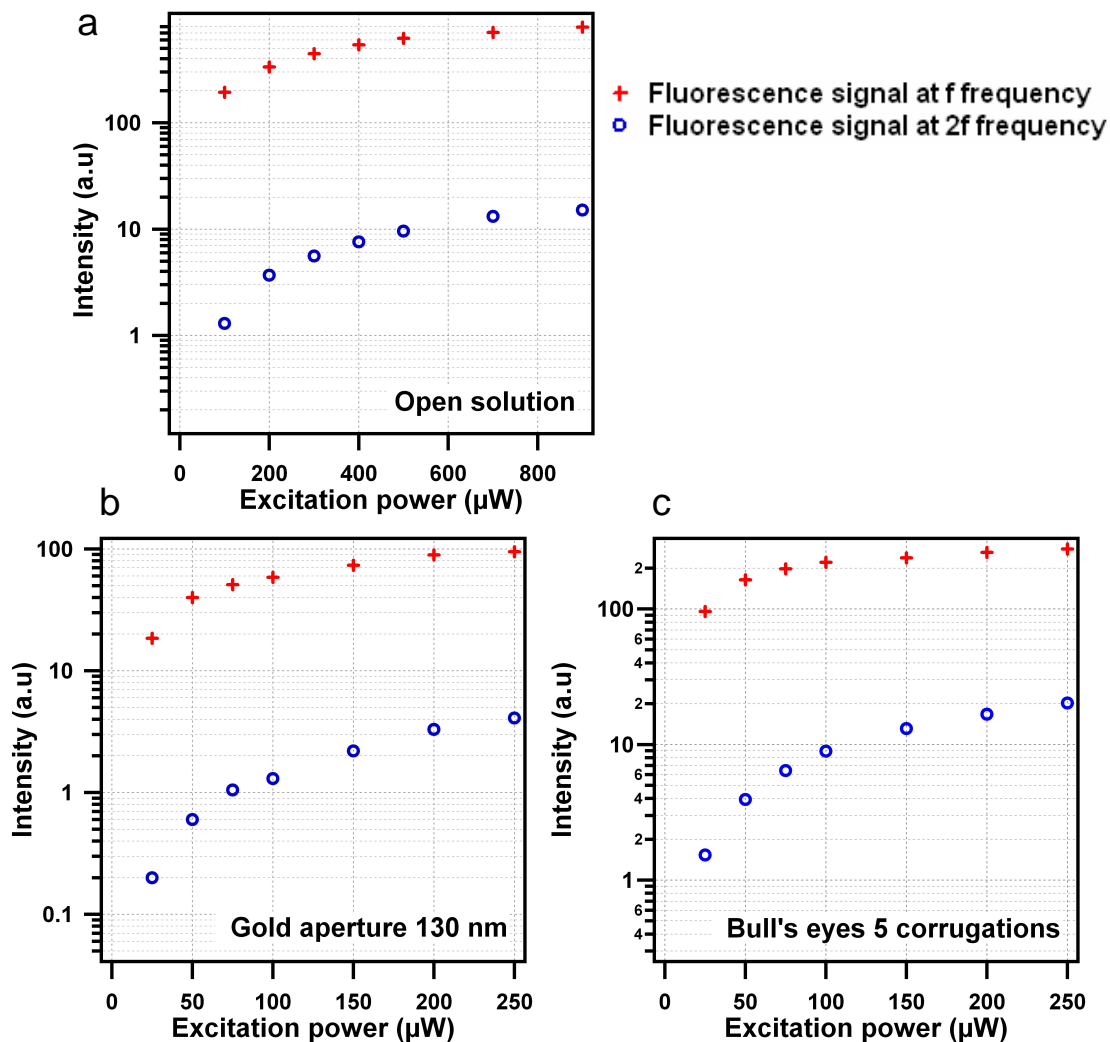 a
Fluorescence signal at f frequency
Fluorescence signal at 2f frequency
100
10
1
Intensity (a.u)
Open solution
0 200 400 600 800
Excitation power (µW)
b
100
10
1
0.1
Intensity (a.u)
Gold aperture 130 nm
0 50 100 150 200 250
Excitation power (µW)
c
2
100
6
4
2
10
6
4
2
1
6
4
Intensity (a.u)
Bull's eyes 5 corrugations
0 50 100 150 200 250
Excitation power (µW)